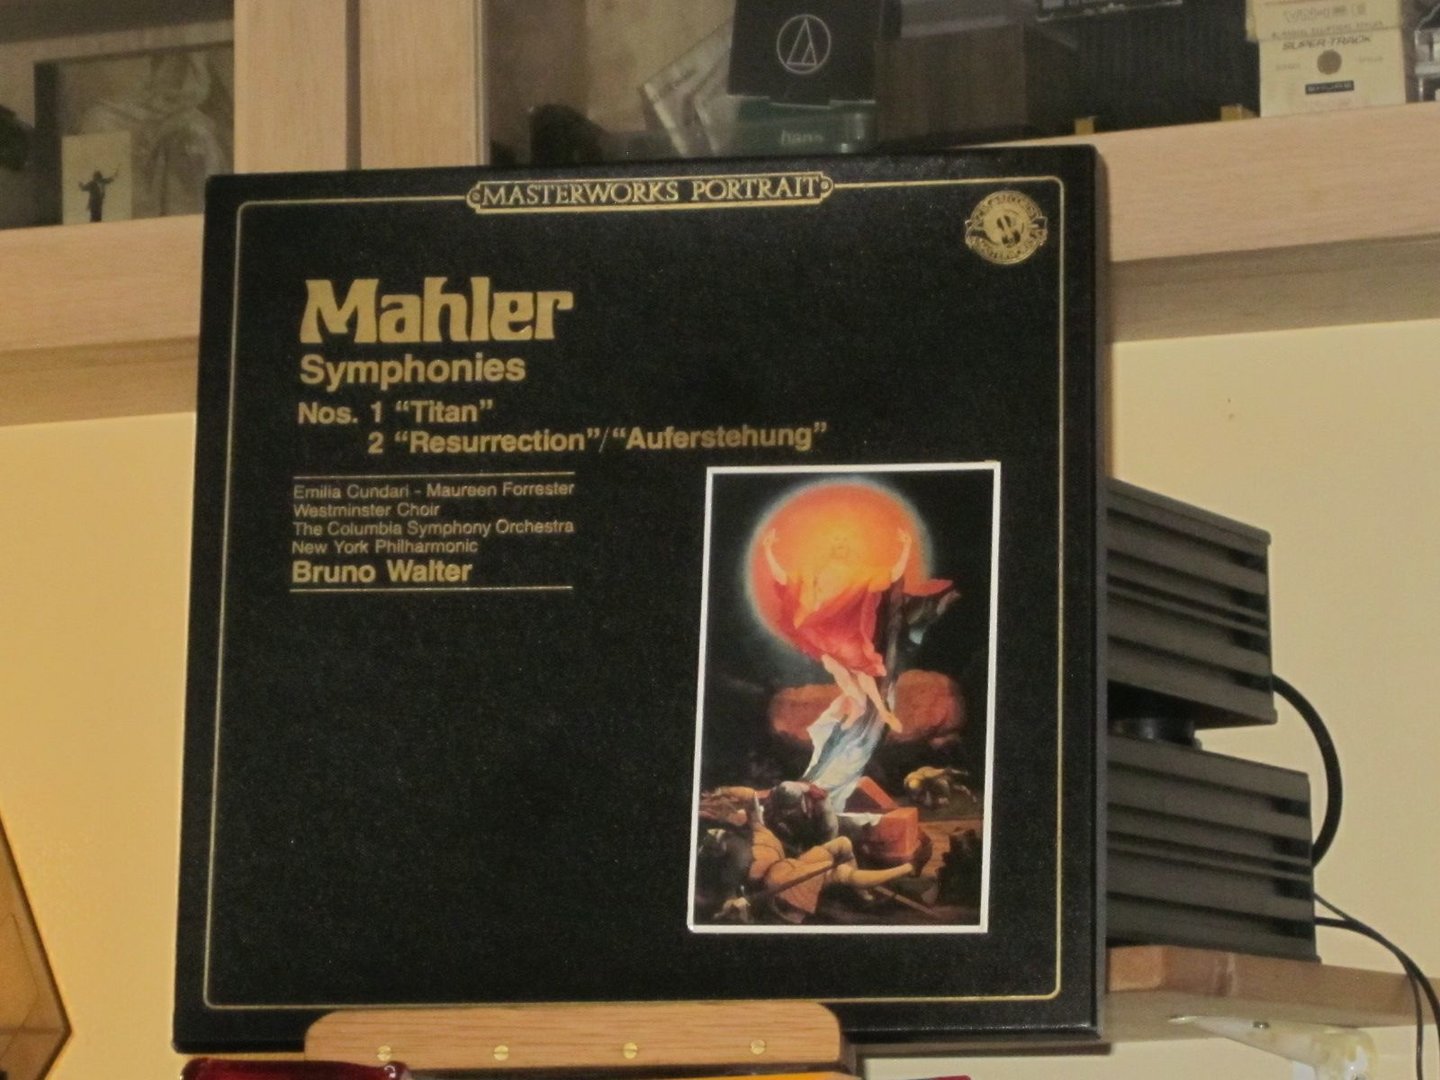 SUPER TRACK
hana
MASTERWORKS PORTRAIT
Mahler
Symphonies
Nos. 1 “Titan”
2 “Resurrection”/“Auferstehung”
Emilia Cundari - Maureen Forrester
Westminster Choir
The Columbia Symphony Orchestra
New York Philharmonic
Bruno Walter